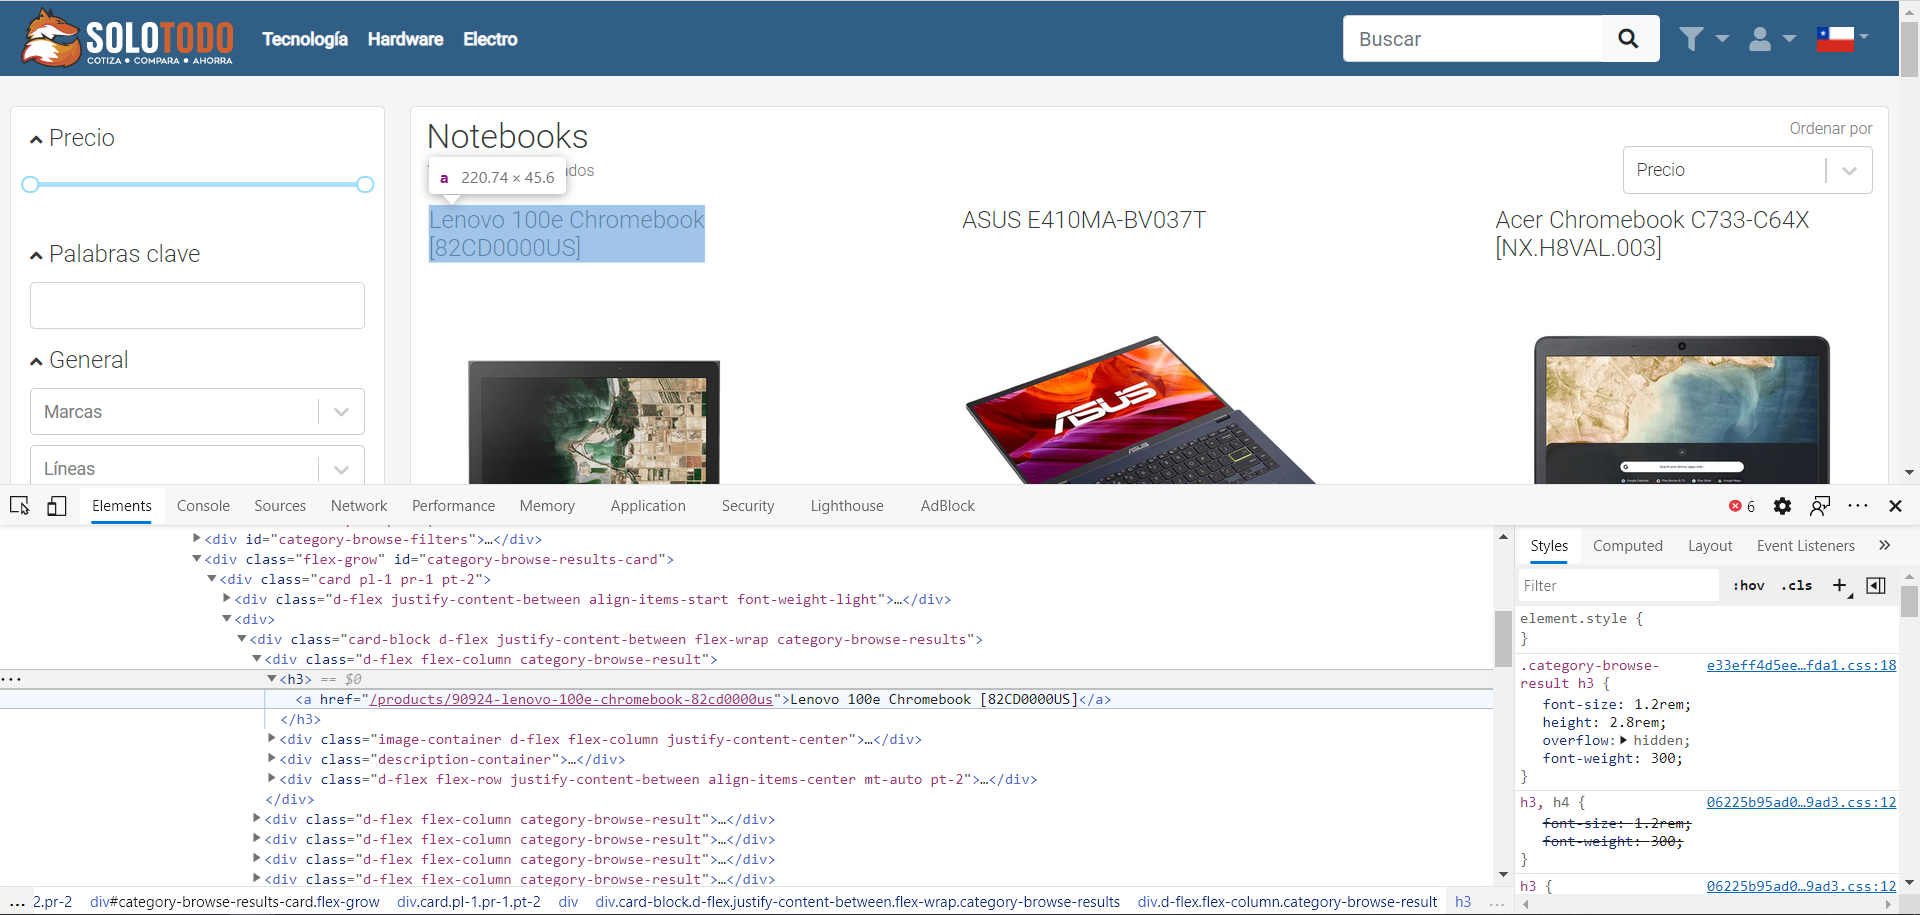 SOLOTODO
COTIZA • COMPARA • AHORRA
Tecnología Hardware Electro
Buscar
Precio
Palabras clave
General
Marcas
Líneas
Notebooks
ados
a 220.74 × 45.6
Ordenar por
Precio
Lenovo 100e Chromebook
[82CD0000US]
ASUS E410MA-BV037T
Acer Chromebook C733-C64X
[NX.H8VAL.003]
ASUS
ASUS
Elements Console Sources Network Performance Memory Application Security Lighthouse AdBlock 6
<div id="category-browse-filters">…</div>
<div class="flex-grow" id="category-browse-results-card">
<div class="card pl-1 pr-1 pt-2">
<div class="d-flex justify-content-between align-items-start font-weight-light">…</div>
<div>
<div class="card-block d-flex justify-content-between flex-wrap category-browse-results">
<div class="d-flex flex-column category-browse-result">
<h3> == $0
<a href="/products/90924-lenovo-100e-chromebook-82cd0000us">Lenovo 100e Chromebook [82CD0000US]</a>
</h3>
<div class="image-container d-flex flex-column justify-content-center">…</div>
<div class="description-container">…</div>
<div class="d-flex flex-row justify-content-between align-items-center mt-auto pt-2">…</div>
</div>
<div class="d-flex flex-column category-browse-result">…</div>
<div class="d-flex flex-column category-browse-result">…</div>
<div class="d-flex flex-column category-browse-result">…</div>
<div class="d-flex flex-column category-browse-result">…</div>
... 2.pr-2 div#category-browse-results-card.flex-grow div.card.pl-1.pr-1.pt-2 div div.card-block.d-flex.justify-content-between.flex-wrap.category-browse-results div.d-flex.flex-column.category-browse-result h3 ...
Styles Computed Layout Event Listeners »
Filter :hov .cls +
element.style {
}
.category-browse- e33eff4d5ee…fda1.css:18
result h3 {
font-size: 1.2rem;
height: 2.8rem;
overflow: hidden;
font-weight: 300;
}
h3, h4 { 06225b95ad0…9ad3.css:12
font-size: 1.2rem;
font-weight: 300;
}
h3 { 06225b95ad0…9ad3.css:12